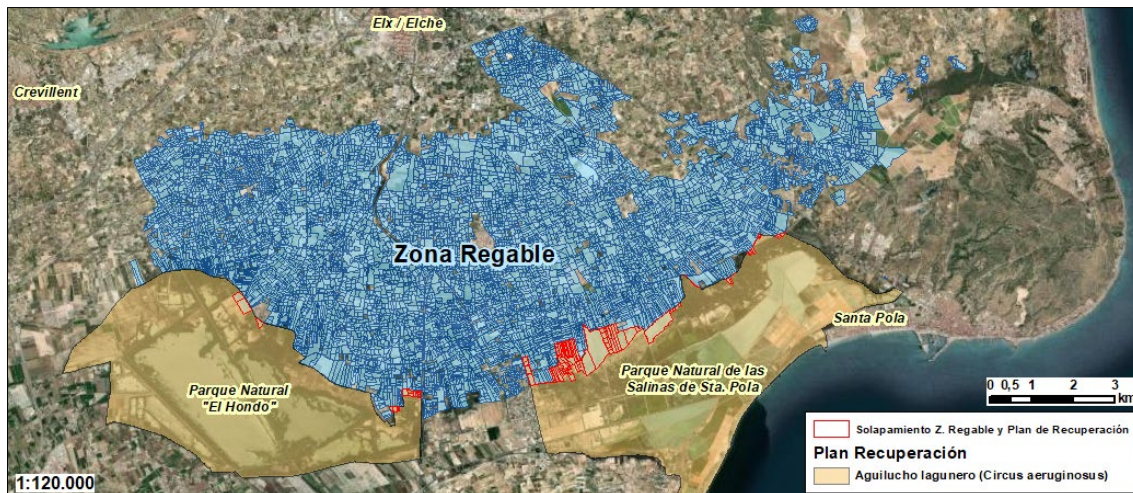 Elx / Elche
Crevillent
Zona Regable
Santa Pola
Parque Natural de las
Salinas de Sta. Pola
Parque Natural
"El Hondo"
0 0,5 1 2 3
km
Solapamiento Z. Regable y Plan de Recuperación
Plan Recuperación
Aguilucho lagunero (Circus aeruginosus)
1:120.000